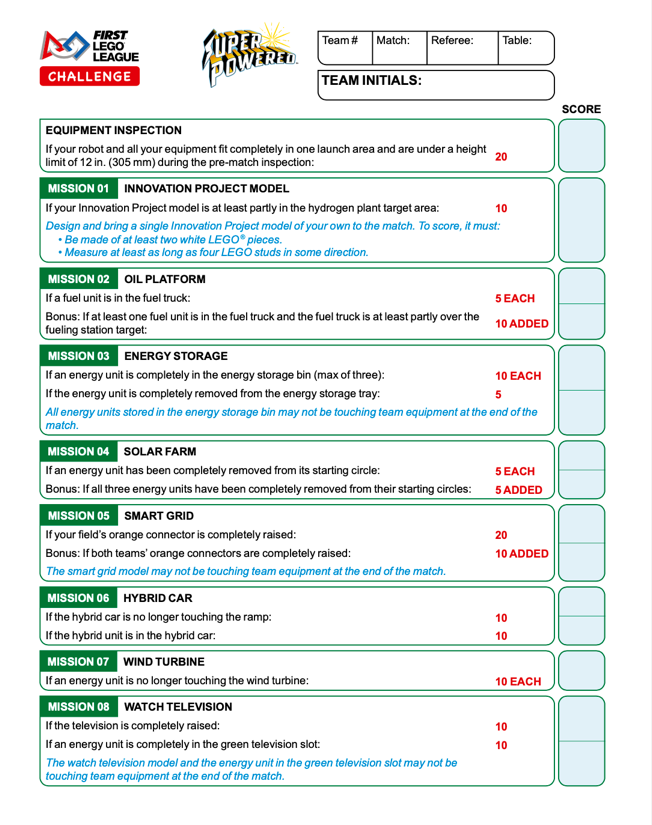 FIRST
LEGO
LEAGUE
CHALLENGE
SUPER
POWERED
Team #
Match:
Referee:
Table:
TEAM INITIALS:
SCORE
EQUIPMENT INSPECTION
If your robot and all your equipment fit completely in one launch area and are under a height
limit of 12 in. (305 mm) during the pre-match inspection:
20
MISSION 01 INNOVATION PROJECT MODEL
If your Innovation Project model is at least partly in the hydrogen plant target area: 10
Design and bring a single Innovation Project model of your own to the match. To score, it must:
• Be made of at least two white LEGO® pieces.
• Measure at least as long as four LEGO studs in some direction.
MISSION 02 OIL PLATFORM
If a fuel unit is in the fuel truck: 5 EACH
Bonus: If at least one fuel unit is in the fuel truck and the fuel truck is at least partly over the
fueling station target:
10 ADDED
MISSION 03 ENERGY STORAGE
If an energy unit is completely in the energy storage bin (max of three): 10 EACH
If the energy unit is completely removed from the energy storage tray: 5
All energy units stored in the energy storage bin may not be touching team equipment at the end of the
match.
MISSION 04 SOLAR FARM
If an energy unit has been completely removed from its starting circle: 5 EACH
Bonus: If all three energy units have been completely removed from their starting circles: 5 ADDED
MISSION 05 SMART GRID
If your field's orange connector is completely raised: 20
Bonus: If both teams' orange connectors are completely raised: 10 ADDED
The smart grid model may not be touching team equipment at the end of the match.
MISSION 06 HYBRID CAR
If the hybrid car is no longer touching the ramp: 10
If the hybrid unit is in the hybrid car: 10
MISSION 07 WIND TURBINE
If an energy unit is no longer touching the wind turbine: 10 EACH
MISSION 08 WATCH TELEVISION
If the television is completely raised: 10
If an energy unit is completely in the green television slot: 10
The watch television model and the energy unit in the green television slot may not be
touching team equipment at the end of the match.